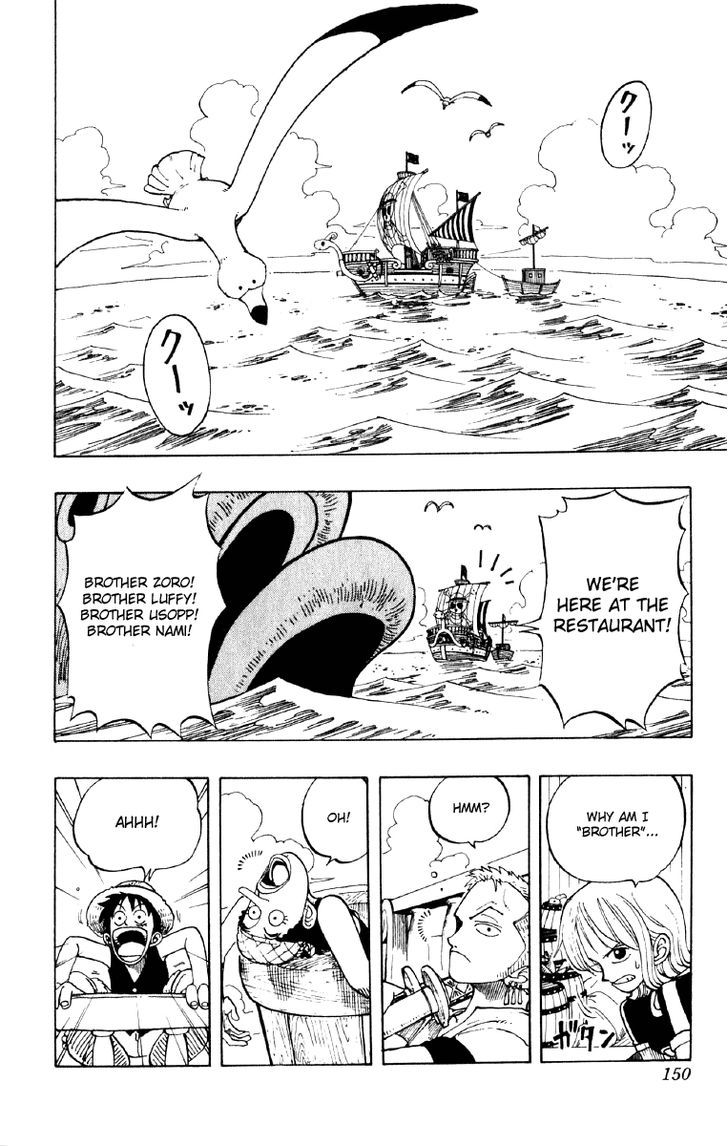 クーッ
クーッ
WE'RE
HERE AT THE
RESTAURANT!
BROTHER ZORO!
BROTHER LUFFY!
BROTHER USOPP!
BROTHER NAMI!
WHY AM I
"BROTHER"...
ガタン
HMM?
OH!
AHHH!
150